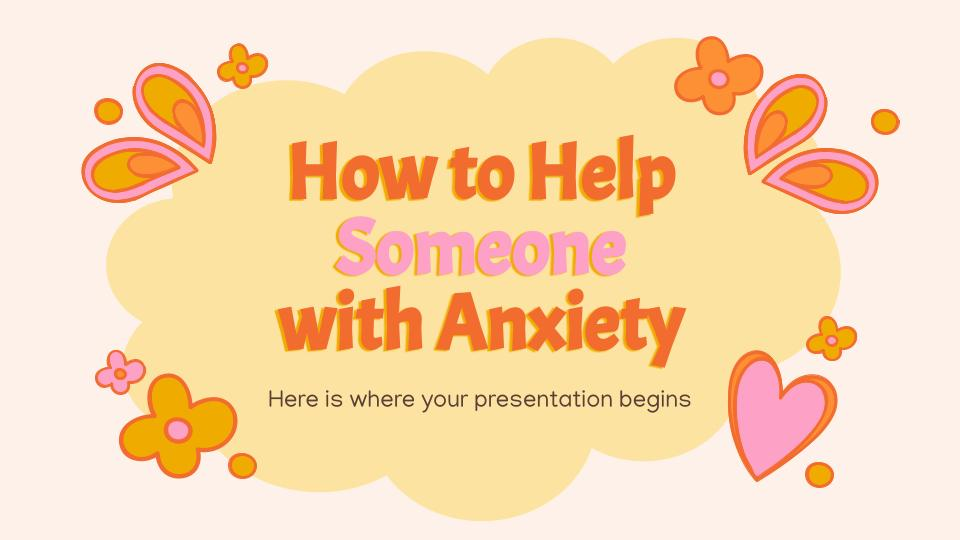 How to Help
Someone
with Anxiety
Here is where your presentation begins